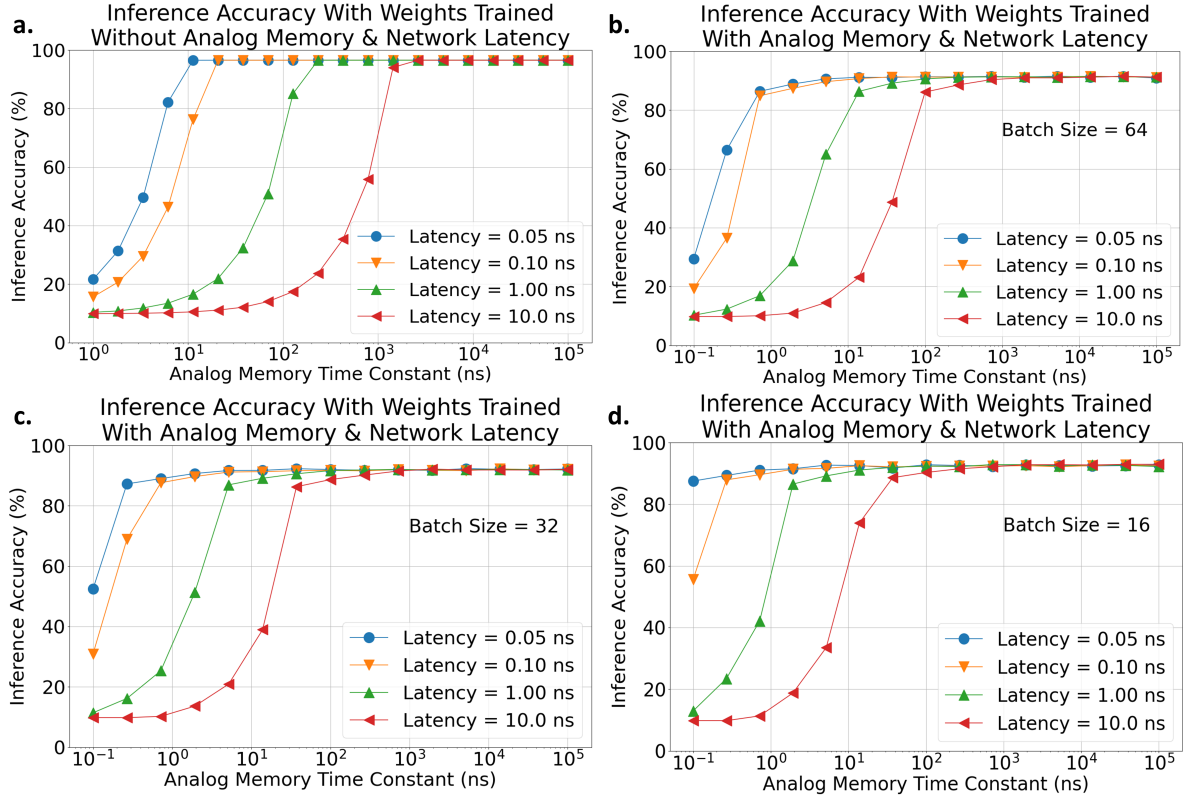 a.
Inference Accuracy With Weights Trained
Without Analog Memory & Network Latency
Inference Accuracy (%)
100
80
60
40
20
0
10^0
10^1
10^2
10^3
10^4
10^5
Analog Memory Time Constant (ns)
Latency = 0.05 ns
Latency = 0.10 ns
Latency = 1.00 ns
Latency = 10.0 ns
b.
Inference Accuracy With Weights Trained
With Analog Memory & Network Latency
Inference Accuracy (%)
100
80
60
40
20
0
10^-1
10^0
10^1
10^2
10^3
10^4
10^5
Analog Memory Time Constant (ns)
Batch Size = 64
Latency = 0.05 ns
Latency = 0.10 ns
Latency = 1.00 ns
Latency = 10.0 ns
c.
Inference Accuracy With Weights Trained
With Analog Memory & Network Latency
Inference Accuracy (%)
100
80
60
40
20
0
10^-1
10^0
10^1
10^2
10^3
10^4
10^5
Analog Memory Time Constant (ns)
Batch Size = 32
Latency = 0.05 ns
Latency = 0.10 ns
Latency = 1.00 ns
Latency = 10.0 ns
d.
Inference Accuracy With Weights Trained
With Analog Memory & Network Latency
Inference Accuracy (%)
100
80
60
40
20
0
10^-1
10^0
10^1
10^2
10^3
10^4
10^5
Analog Memory Time Constant (ns)
Batch Size = 16
Latency = 0.05 ns
Latency = 0.10 ns
Latency = 1.00 ns
Latency = 10.0 ns